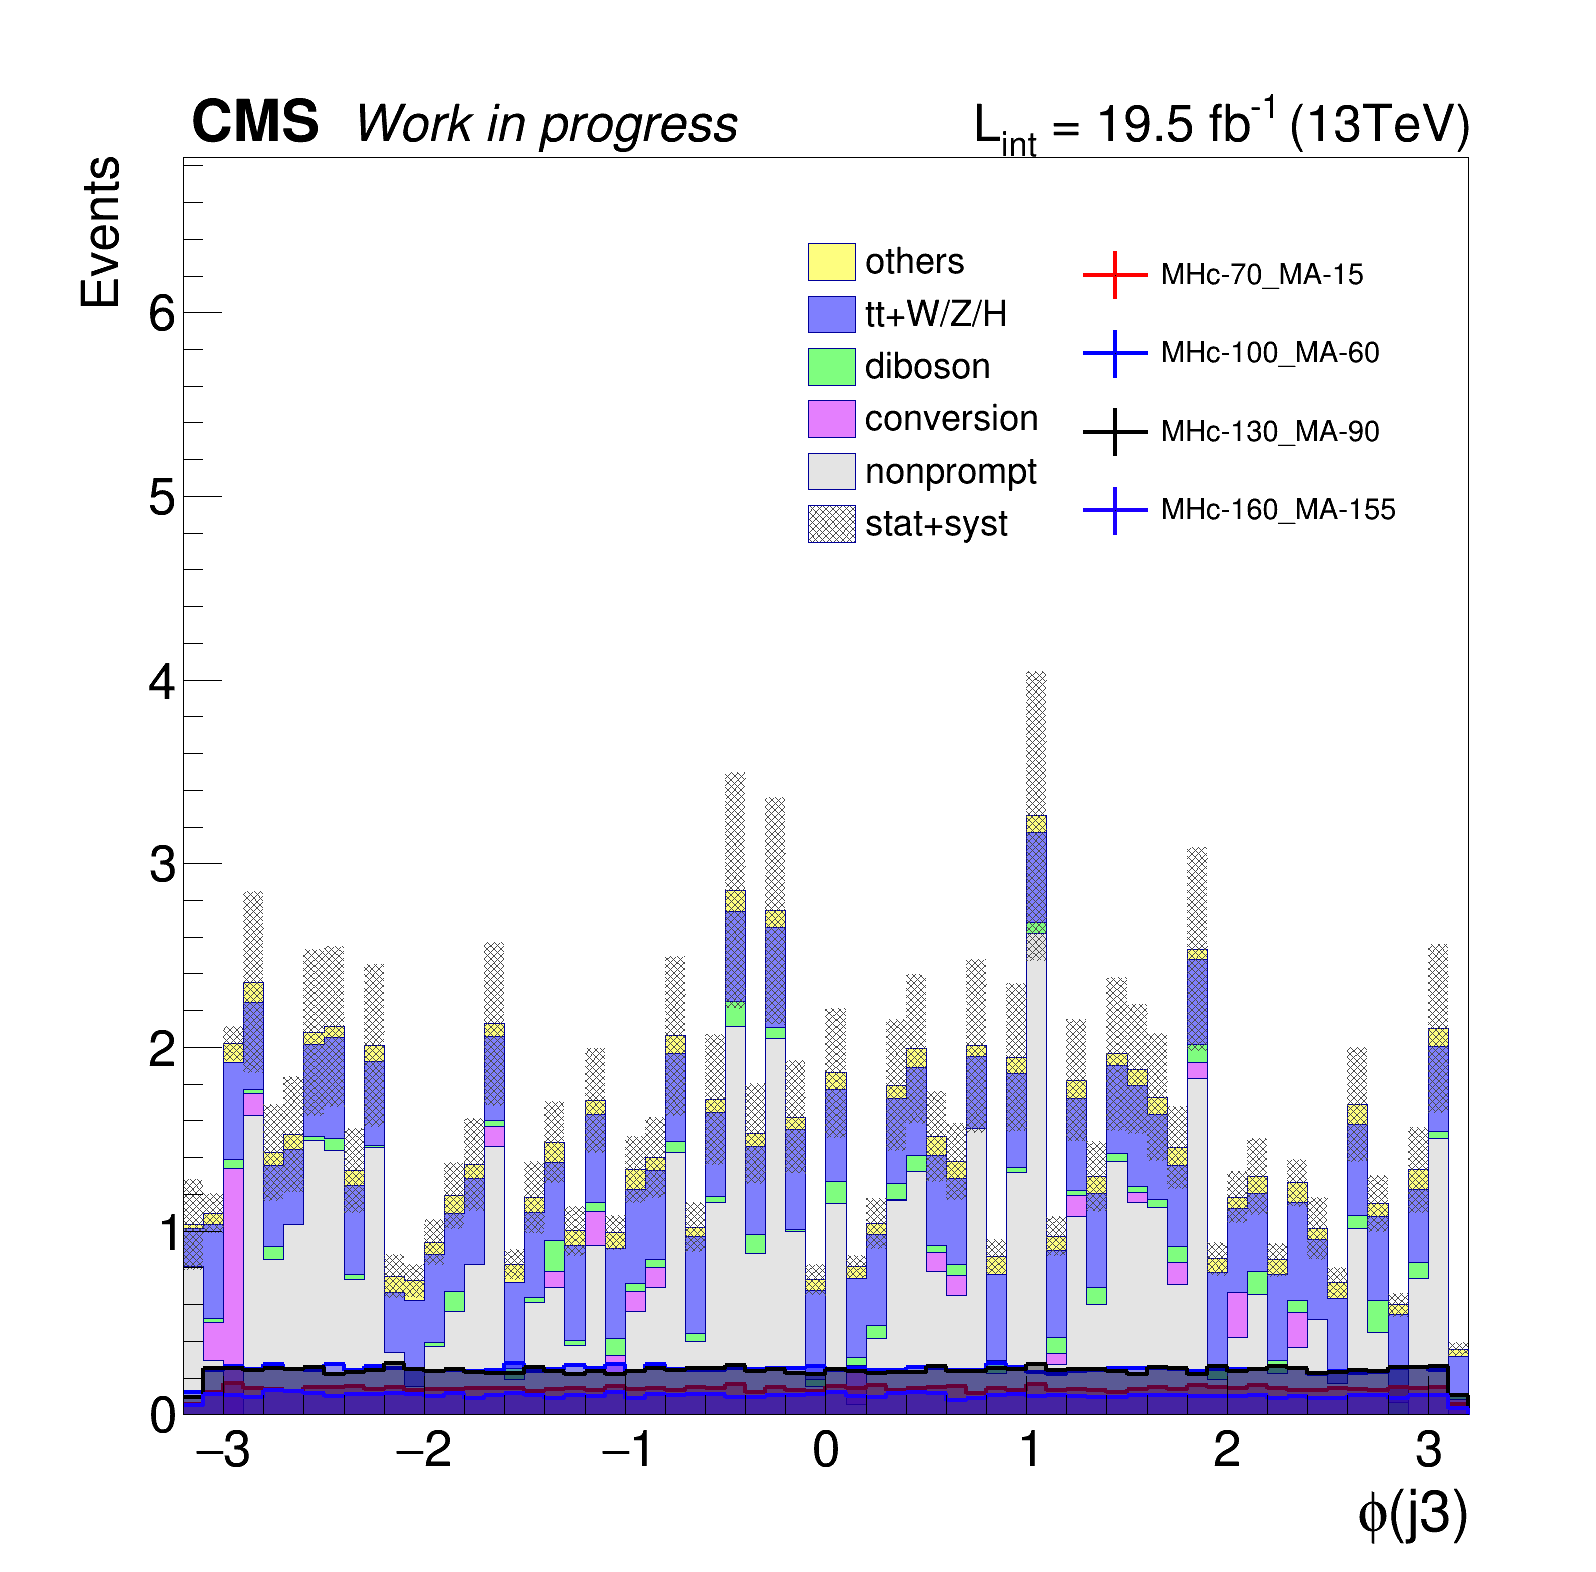 CMS Work in progress
L_int = 19.5 fb^-1 (13TeV)
Events
others
tt+W/Z/H
diboson
conversion
nonprompt
stat+syst
MHc-70_MA-15
MHc-100_MA-60
MHc-130_MA-90
MHc-160_MA-155
6
5
4
3
2
1
0
−3 −2 −1 0 1 2 3
ϕ(j3)